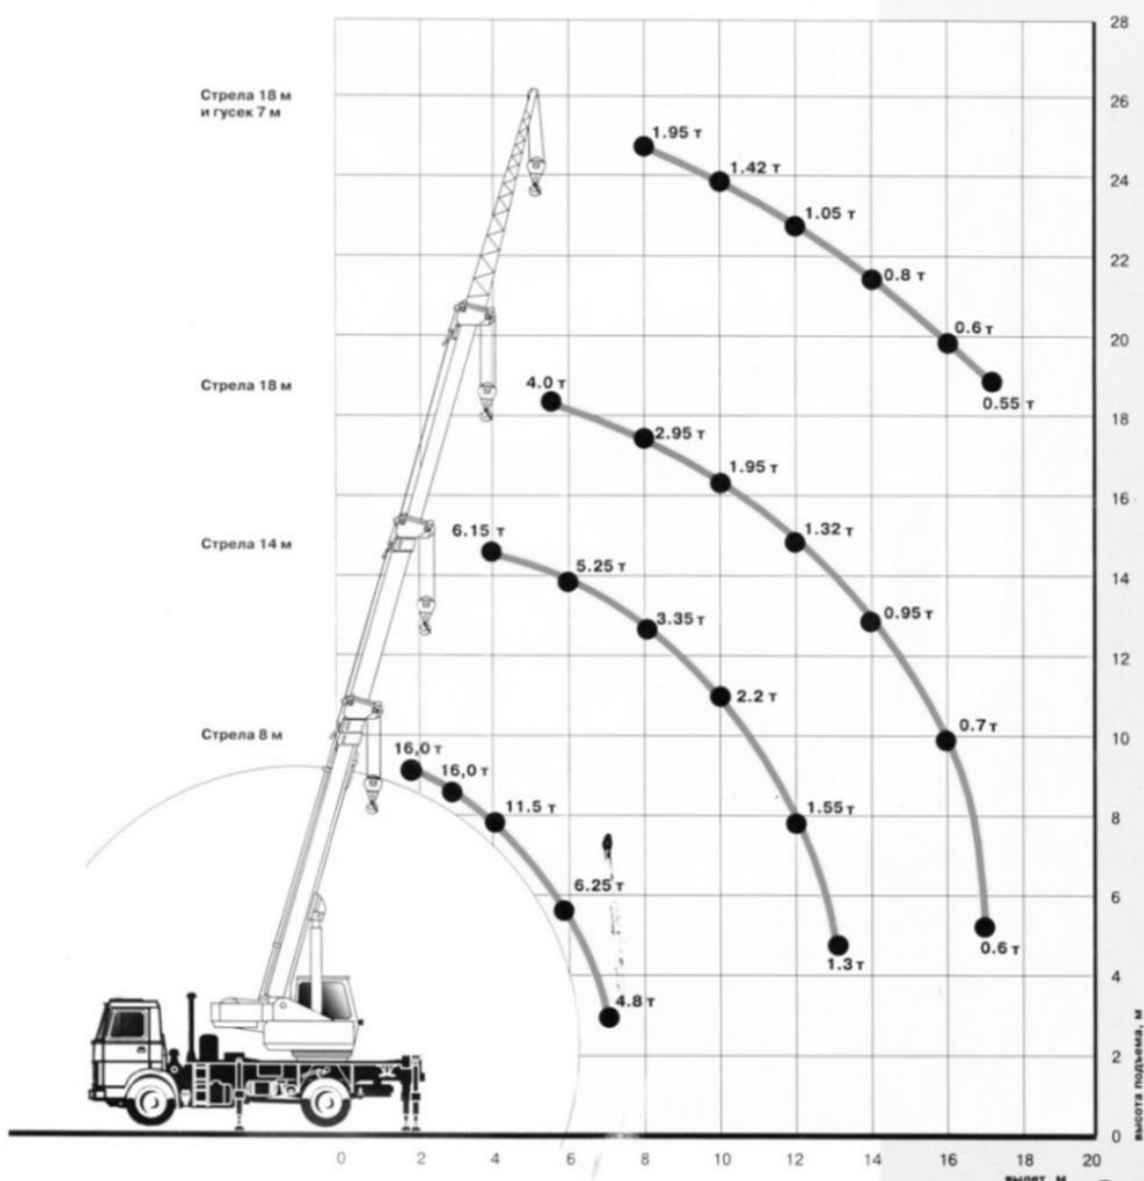 28
Стрела 18 м
и гусек 7 м
26
1.95 т
1.42 т
24
1.05 т
22
0.8 т
0.6 т
20
Стрела 18 м
4.0 т
0.55 т
18
2.95 т
1.95 т
16
Стрела 14 м
6.15 т
1.32 т
5.25 т
14
3.35 т
0.95 т
12
2.2 т
Стрела 8 м
0.7 т
10
16,0 т
16,0 т
11.5 т
1.55 т
8
6.25 т
6
0.6 т
1.3 т
4
4.8 т
2
высота подъема, м
0
0 2 4 6 8 10 12 14 16 18 20
вылет, м